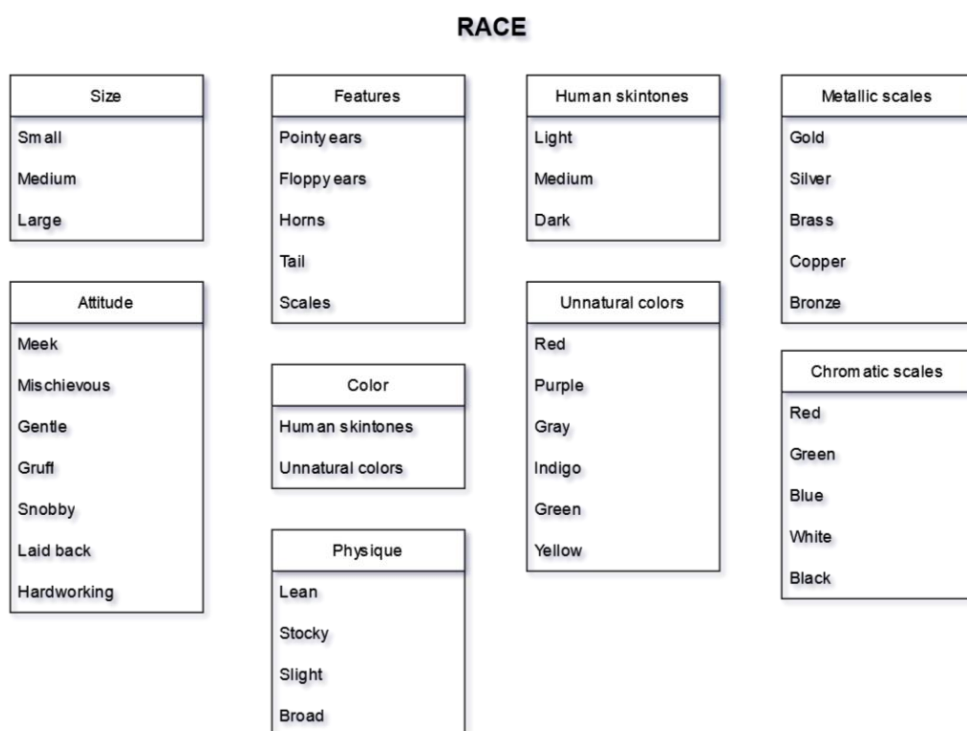 RACE
Size
Small
Medium
Large
Attitude
Meek
Mischievous
Gentle
Gruff
Snobby
Laid back
Hardworking
Features
Pointy ears
Floppy ears
Horns
Tail
Scales
Color
Human skintones
Unnatural colors
Physique
Lean
Stocky
Slight
Broad
Human skintones
Light
Medium
Dark
Unnatural colors
Red
Purple
Gray
Indigo
Green
Yellow
Metallic scales
Gold
Silver
Brass
Copper
Bronze
Chromatic scales
Red
Green
Blue
White
Black